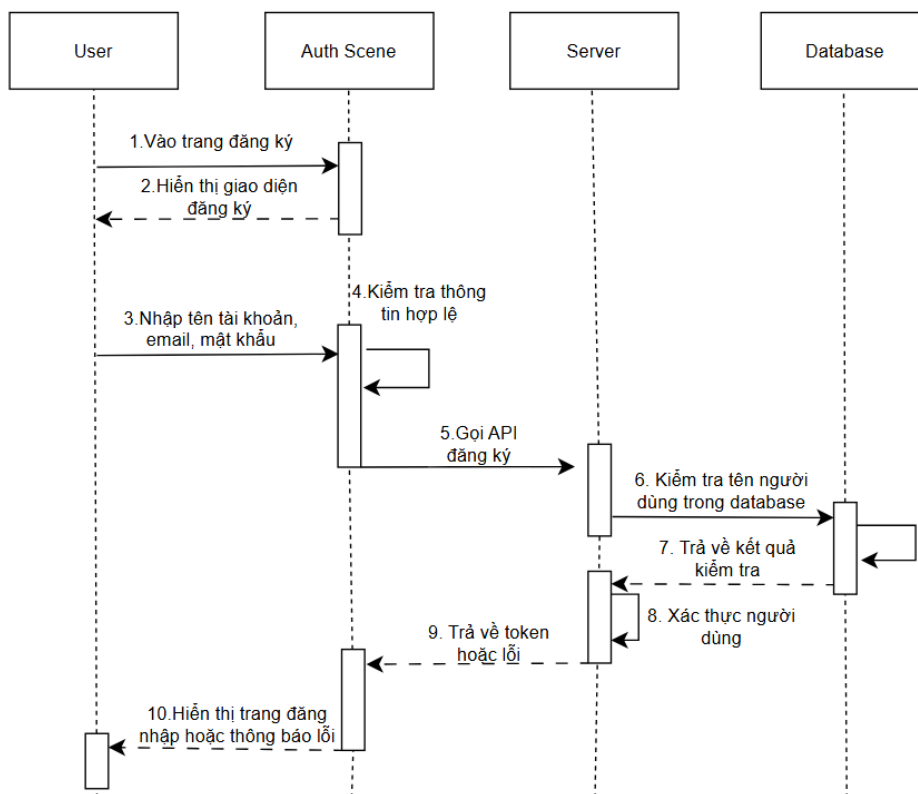 User
Auth Scene
Server
Database
1.Vào trang đăng ký
2.Hiển thị giao diện
đăng ký
4.Kiểm tra thông
tin hợp lệ
3.Nhập tên tài khoản,
email, mật khẩu
5.Gọi API
đăng ký
6. Kiểm tra tên người
dùng trong database
7. Trả về kết quả
kiểm tra
8. Xác thực người
dùng
9. Trả về token
hoặc lỗi
10.Hiển thị trang đăng
nhập hoặc thông báo lỗi